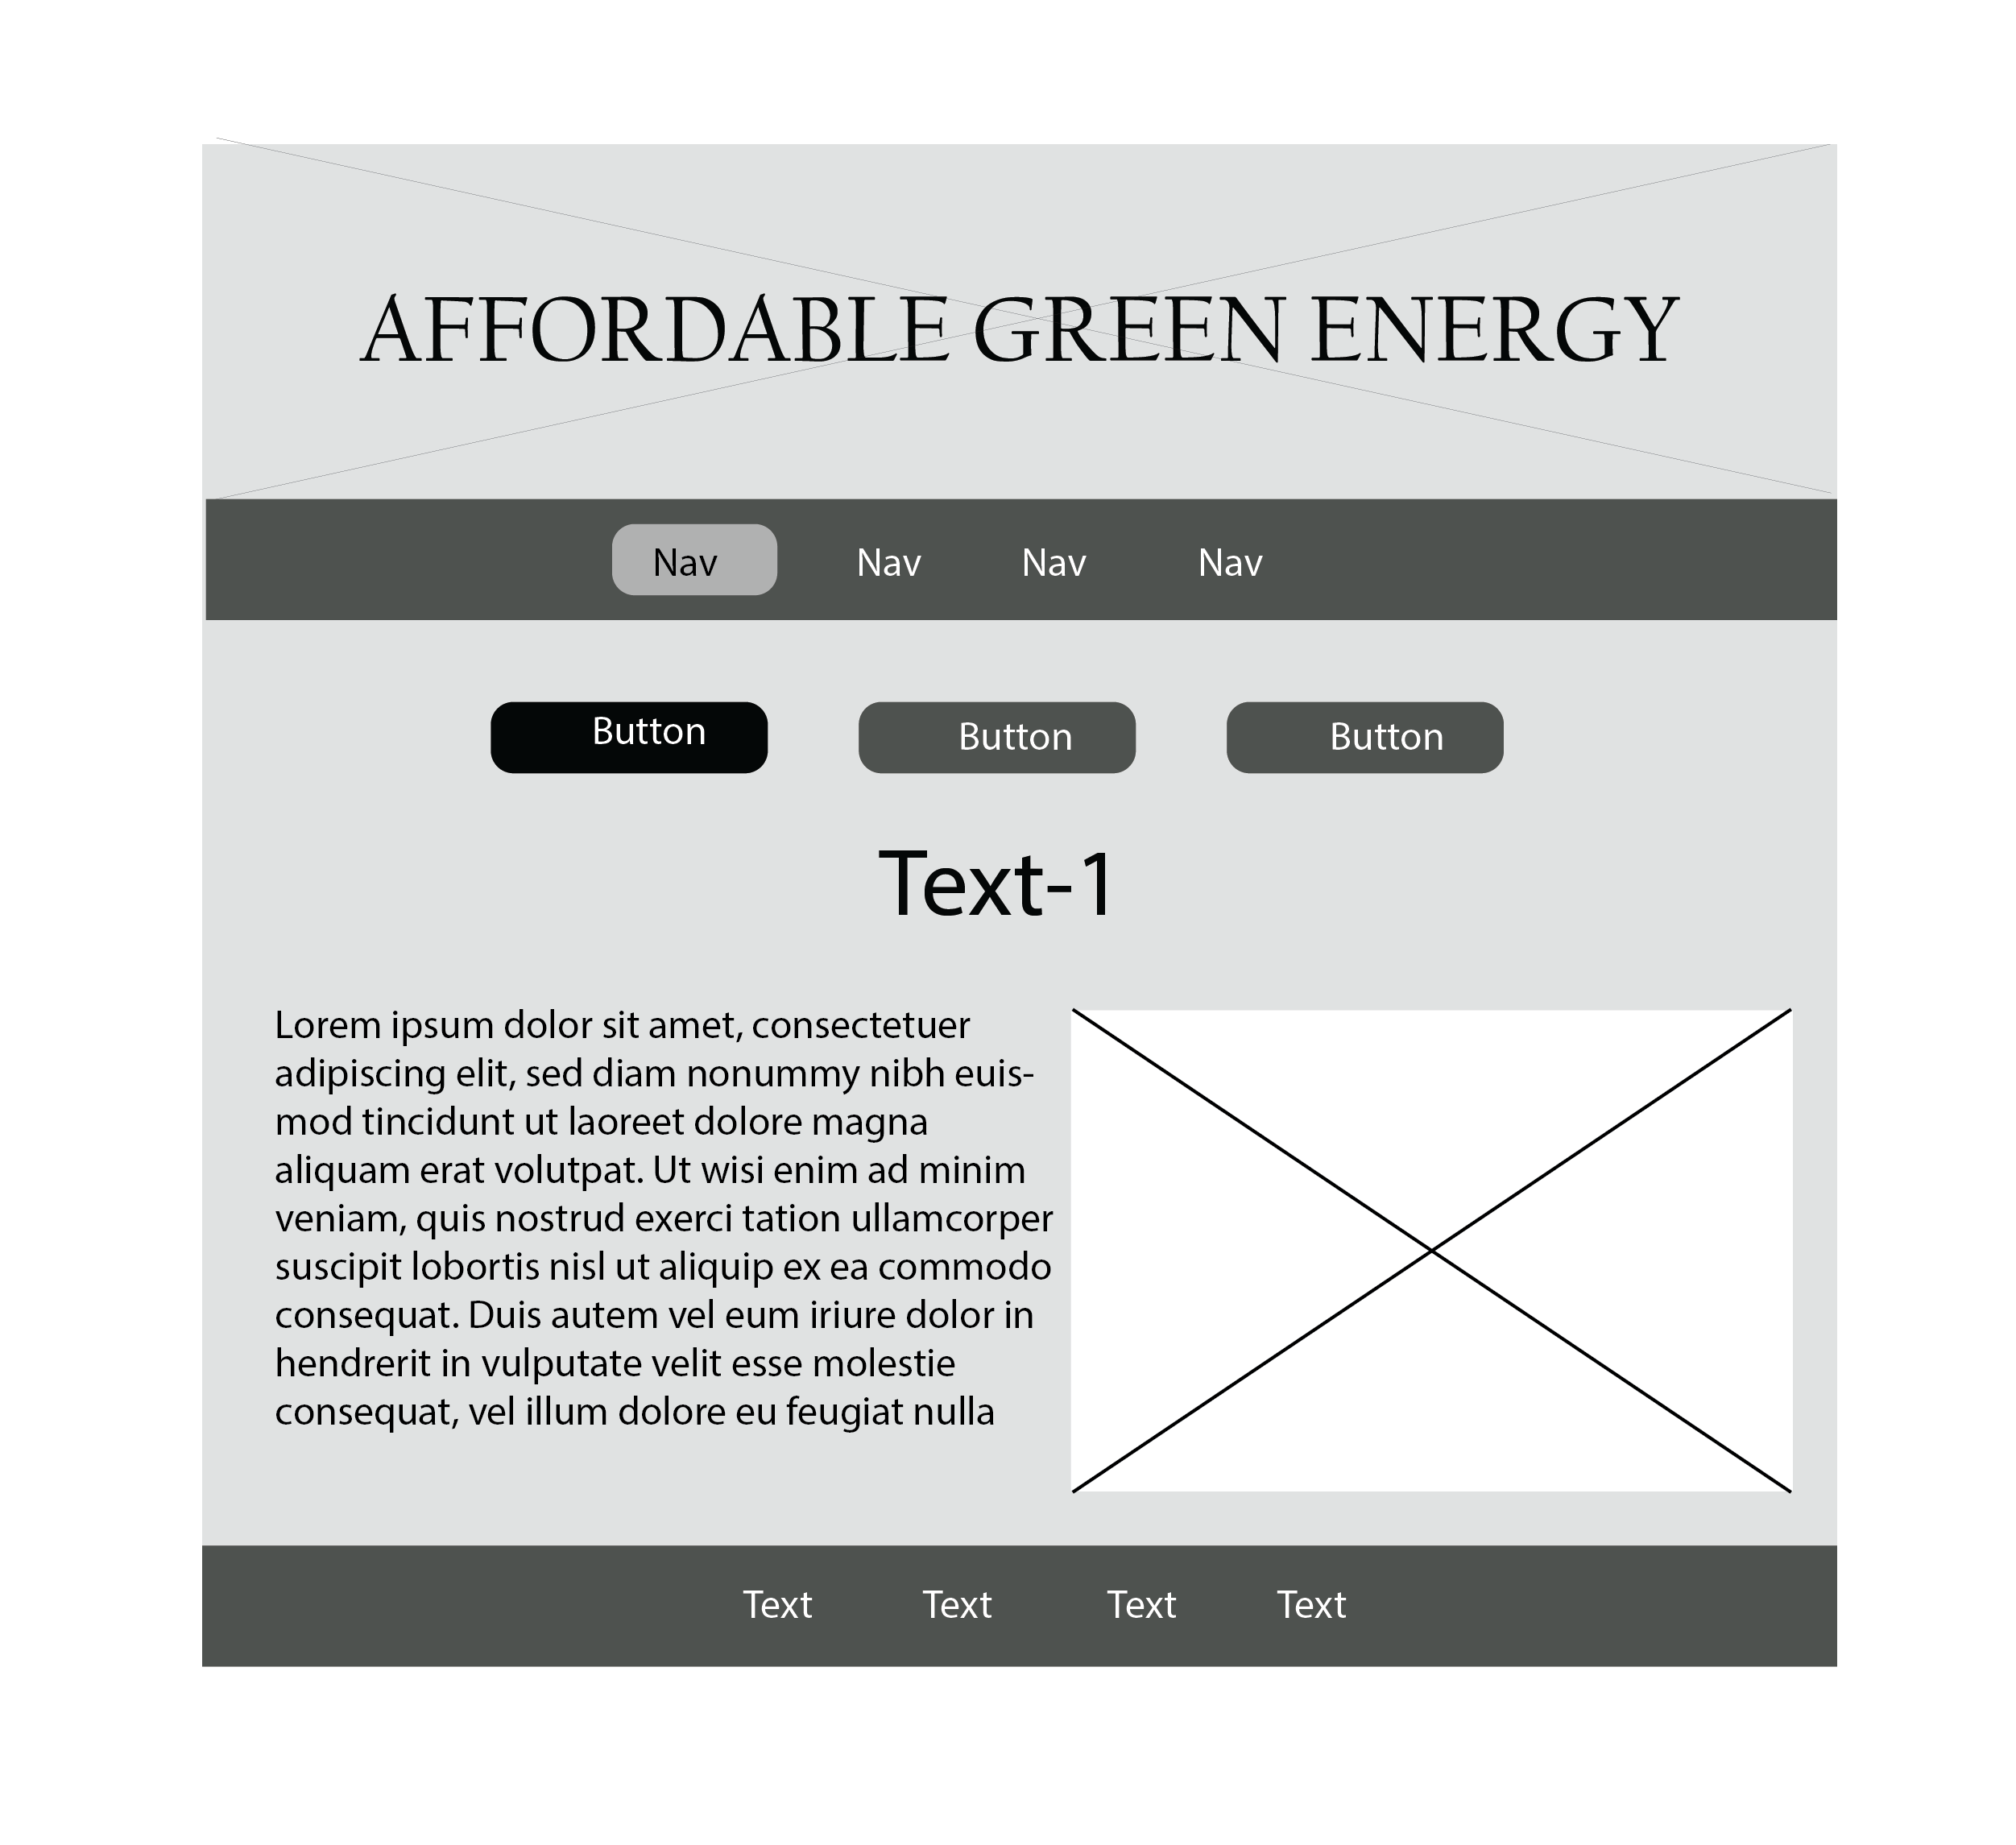 AFFORDABLE GREEN ENERGY
Nav Nav Nav Nav
Button Button Button
Text-1
Lorem ipsum dolor sit amet, consectetuer
adipiscing elit, sed diam nonummy nibh euis-
mod tincidunt ut laoreet dolore magna
aliquam erat volutpat. Ut wisi enim ad minim
veniam, quis nostrud exerci tation ullamcorper
suscipit lobortis nisl ut aliquip ex ea commodo
consequat. Duis autem vel eum iriure dolor in
hendrerit in vulputate velit esse molestie
consequat, vel illum dolore eu feugiat nulla
Text Text Text Text